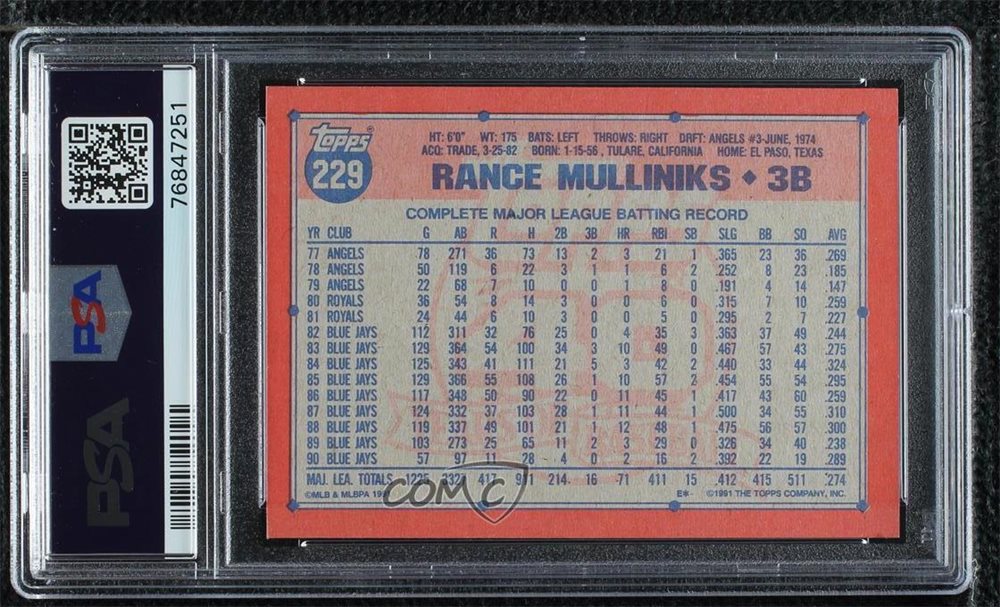 PSA
76847251
PSA
topps®
229
HT: 6'0" WT: 175 BATS: LEFT THROWS: RIGHT DRFT: ANGELS #3-JUNE, 1974
ACQ: TRADE, 3-25-82 BORN: 1-15-56, TULARE, CALIFORNIA HOME: EL PASO, TEXAS
RANCE MULLINIKS ◆ 3B
COMPLETE MAJOR LEAGUE BATTING RECORD
YR CLUB G AB R H 2B 3B HR RBI SB SLG BB SO AVG
77 ANGELS 78 271 36 73 13 2 3 21 1 .365 23 36 .269
78 ANGELS 50 119 6 22 3 1 1 6 2 .252 8 23 .185
79 ANGELS 22 68 7 10 0 0 1 8 0 .191 4 14 .147
80 ROYALS 36 54 8 14 3 0 0 6 0 .315 7 10 .259
81 ROYALS 24 44 6 10 3 0 0 5 0 .295 2 7 .227
82 BLUE JAYS 112 311 32 76 25 0 4 35 3 .363 37 49 .244
83 BLUE JAYS 129 364 54 100 34 3 10 49 0 .467 57 43 .275
84 BLUE JAYS 125 343 41 111 21 5 3 42 2 .440 33 44 .324
85 BLUE JAYS 129 366 55 108 26 1 10 57 2 .454 55 54 .295
86 BLUE JAYS 117 348 50 90 22 0 11 45 1 .417 43 60 .259
87 BLUE JAYS 124 332 37 103 28 1 11 44 1 .500 34 55 .310
88 BLUE JAYS 119 337 49 101 21 1 12 48 1 .475 56 57 .300
89 BLUE JAYS 103 273 25 65 11 2 3 29 0 .326 34 40 .238
90 BLUE JAYS 57 97 11 28 4 0 2 16 2 .392 22 19 .289
MAJ. LEA. TOTALS 1225 417 911 214 16 71 411 15 .412 415 511 .274
©MLB & MLBPA E* ©1991 THE TOPPS COMPANY, INC.
COMC